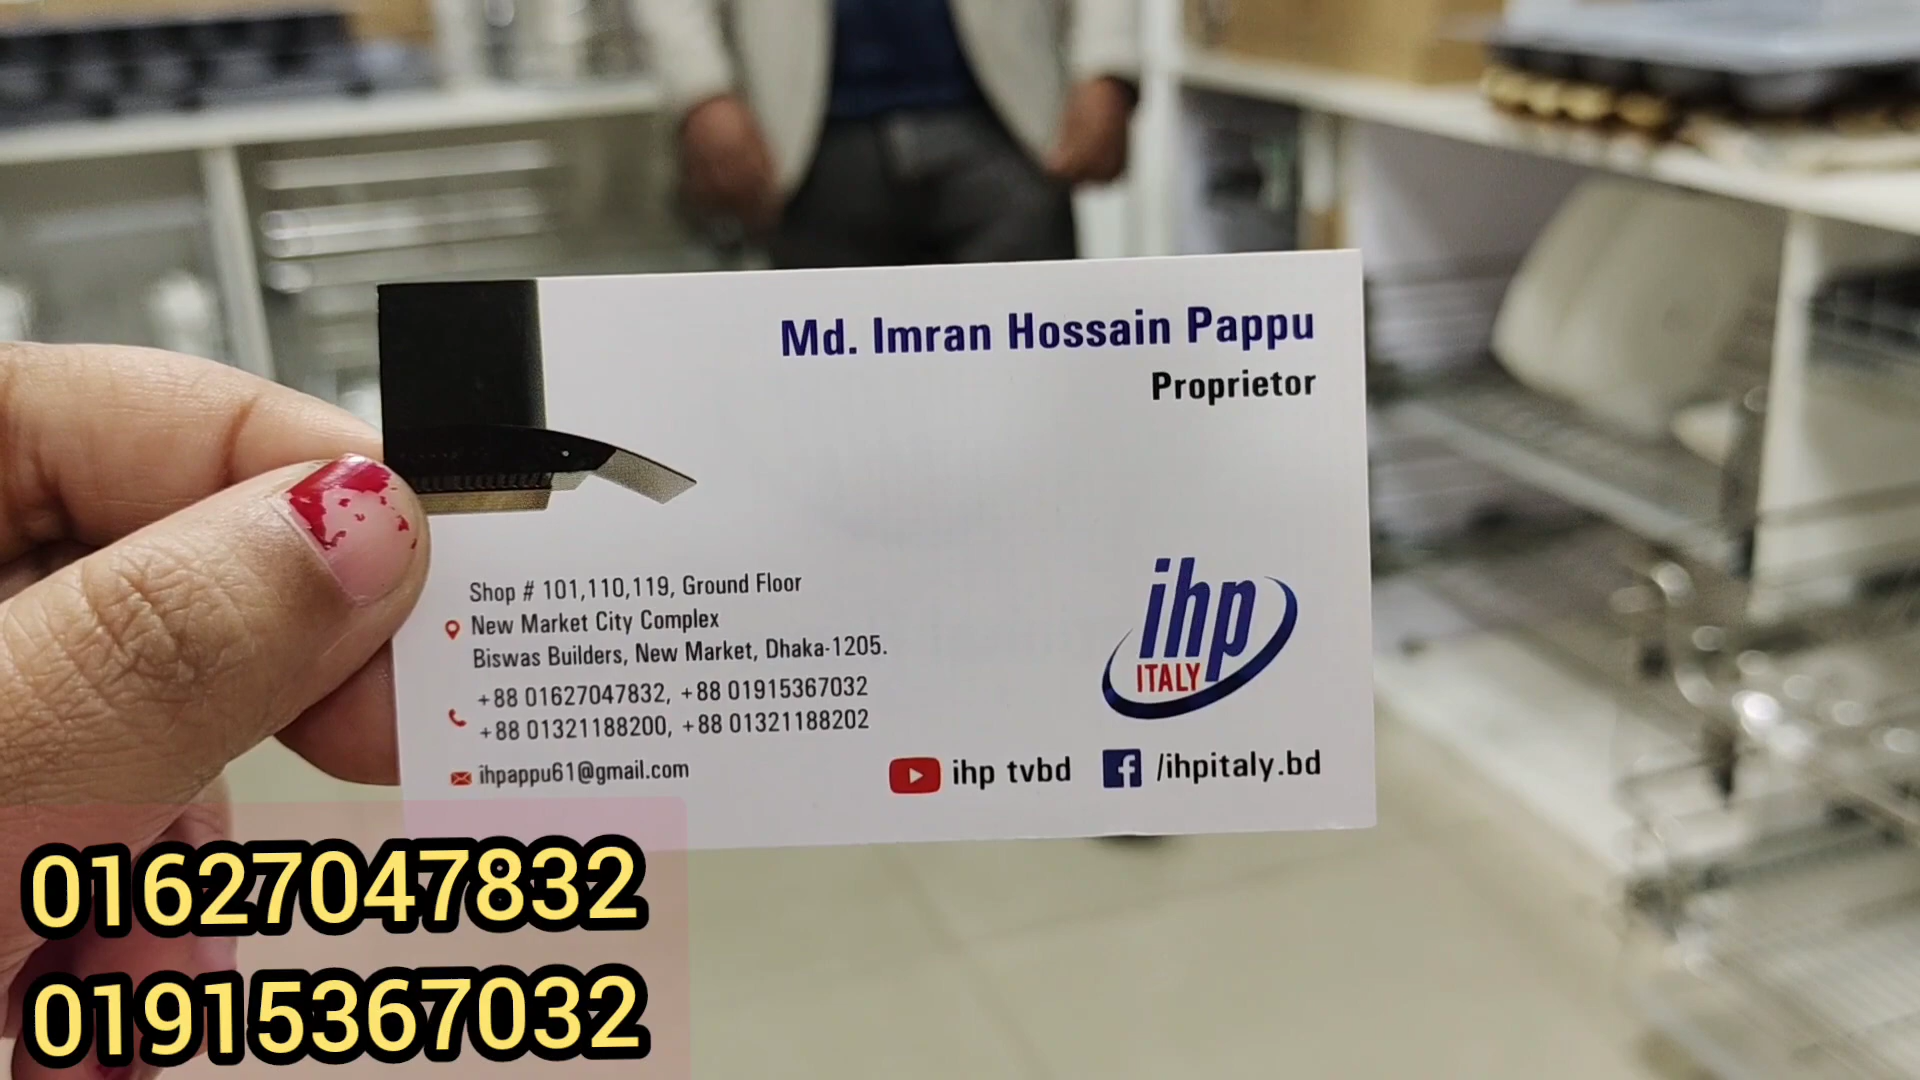 Md. Imran Hossain Pappu
Proprietor
Shop # 101,110,119, Ground Floor
New Market City Complex
Biswas Builders, New Market, Dhaka-1205.
+88 01627047832, +88 01915367032
+88 01321188200, +88 01321188202
ihpappu61@gmail.com
ihp
ITALY
ihp tvbd
/ihpitaly.bd
01627047832
01915367032